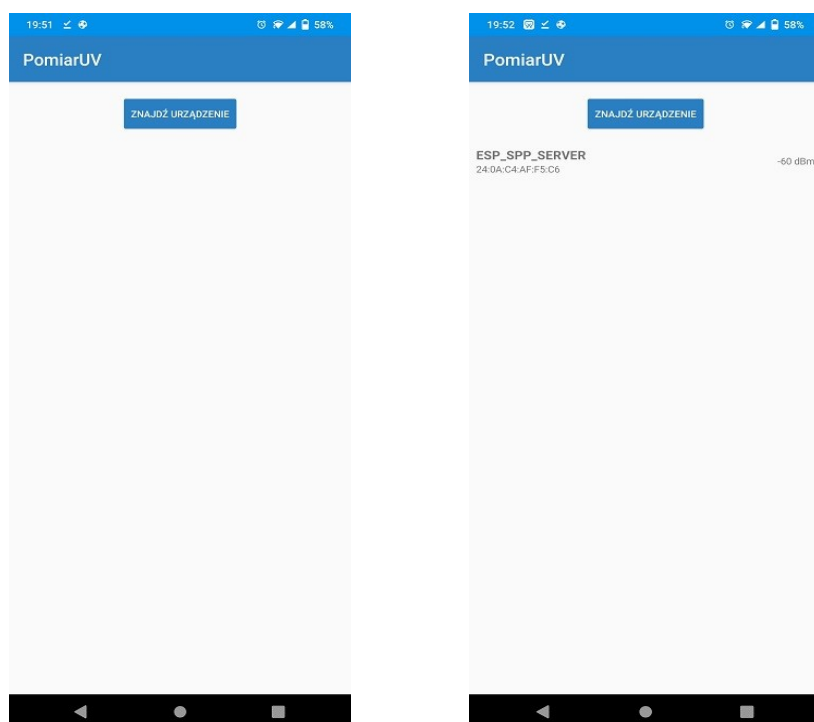 19:51 58%
PomiarUV
ZNAJDŹ URZĄDZENIE
19:52 58%
PomiarUV
ZNAJDŹ URZĄDZENIE
ESP_SPP_SERVER
-60 dBm
24:0A:C4:AF:F5:C6